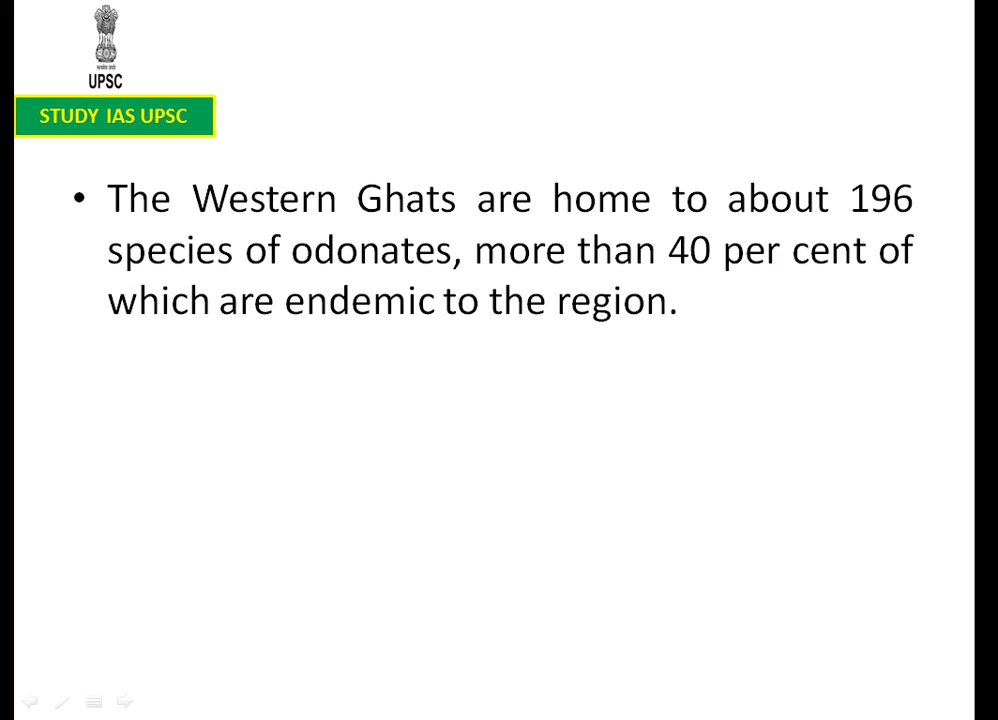 UPSC
STUDY IAS UPSC
• The Western Ghats are home to about 196
species of odonates, more than 40 per cent of
which are endemic to the region.